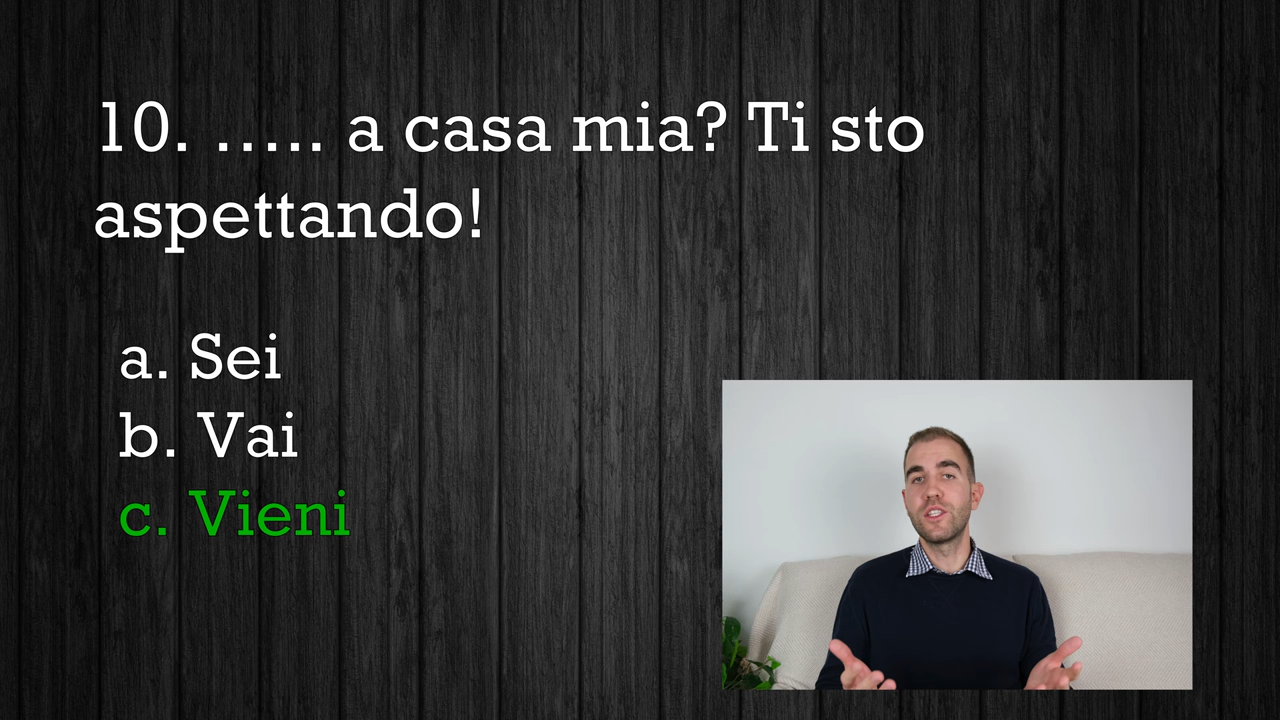 10. ..... a casa mia? Ti sto
aspettando!
a. Sei
b. Vai
c. Vieni